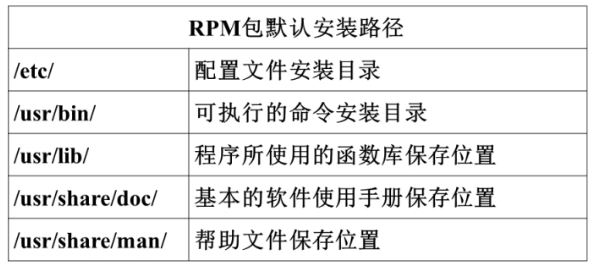 RPM包默认安装路径
/etc/ 配置文件安装目录
/usr/bin/ 可执行的命令安装目录
/usr/lib/ 程序所使用的函数库保存位置
/usr/share/doc/ 基本的软件使用手册保存位置
/usr/share/man/ 帮助文件保存位置